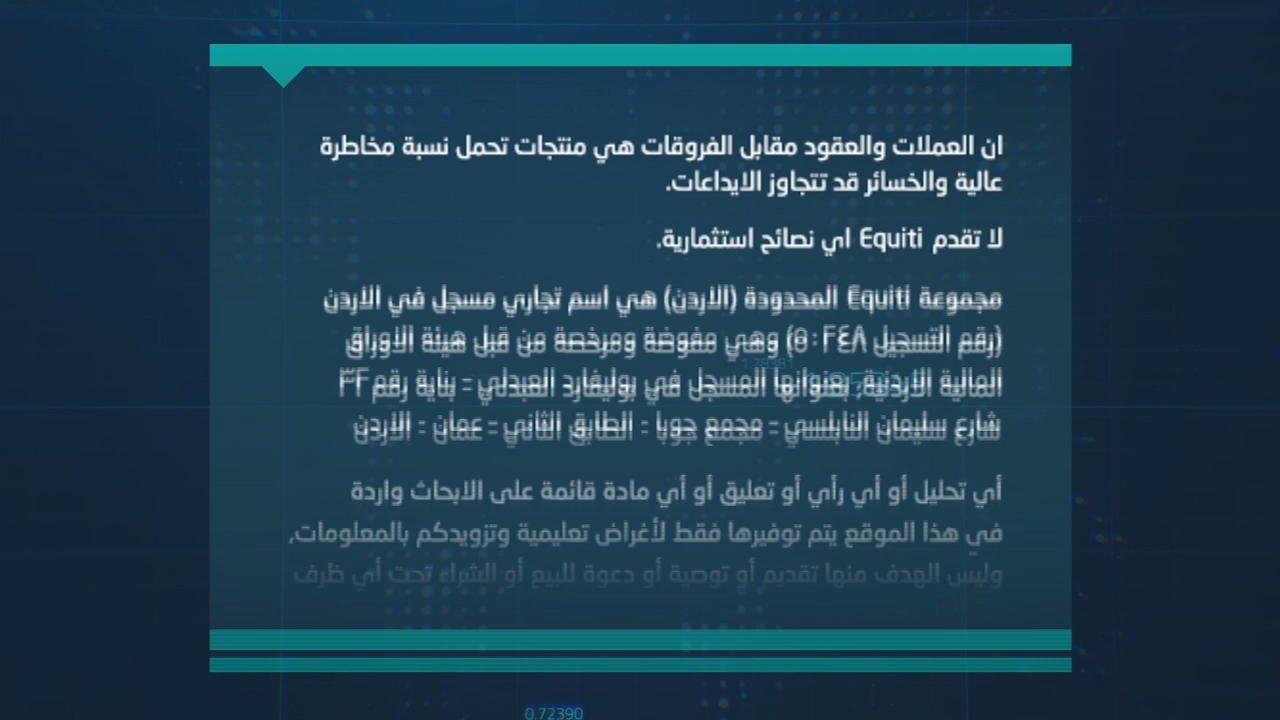 ان العملات والعقود مقابل الفروقات هي منتجات تحمل نسبة مخاطرة
عالية والخسائر قد تتجاوز الايداعات.
لا تقدم Equiti اي نصائح استثمارية.
مجموعة Equiti المحدودة (الاردن) هي اسم تجاري مسجل في الاردن
(رقم التسجيل وهي مفوضة ومرخصة من قبل هيئة الاوراق
المالية الاردنية, بعنوانها المسجل في بوليفارد العبدلي - بناية رقم
شارع سليمان النابلسي - مجمع جوبا - الطابق الثاني - عمان - الاردن
أي تحليل أو أي رأي أو تعليق أو أي مادة قائمة على الابحاث واردة
في هذا الموقع يتم توفيرها فقط لأغراض تعليمية وتزويدكم بالمعلومات,
وليس الهدف منها تقديم أو توصية أو دعوة للبيع أو الشراء تحت أي ظرف
0.72390